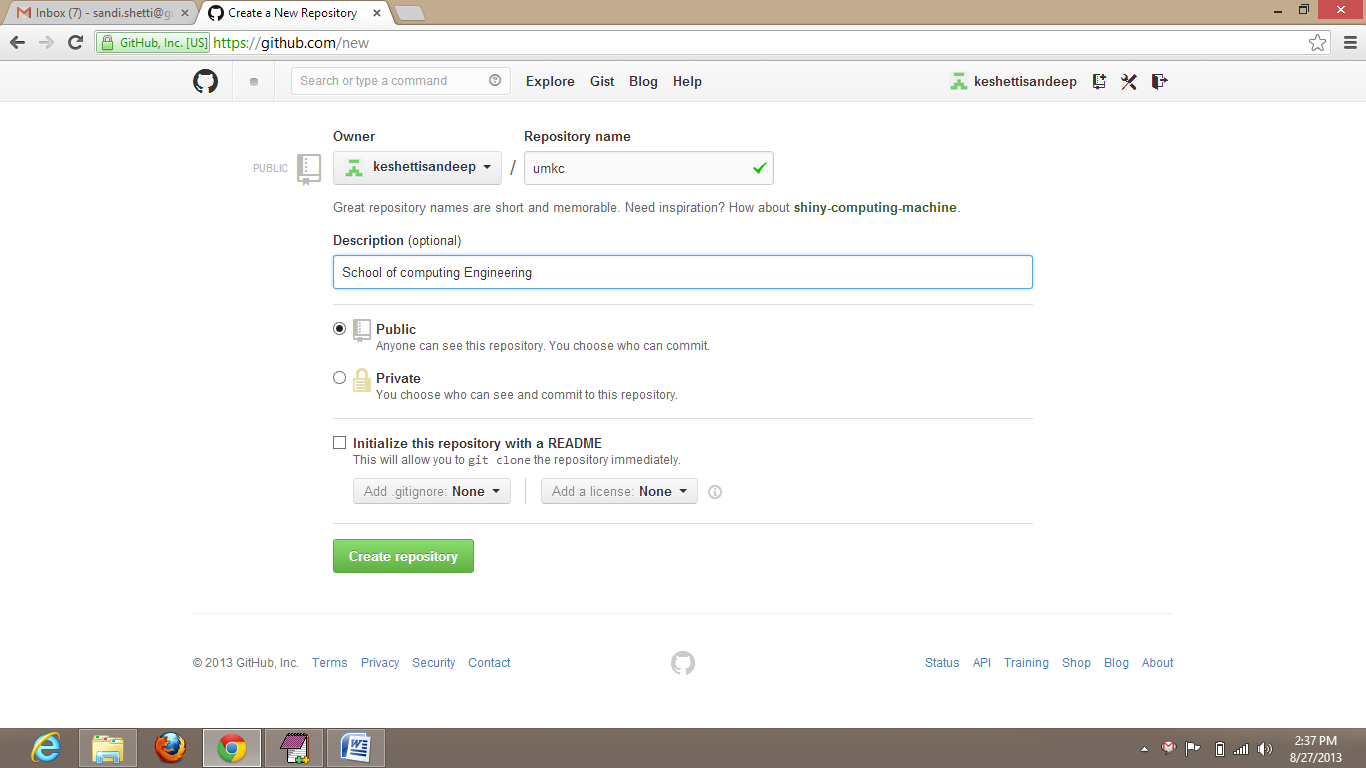 Inbox (7) - sandi.shetti@g
Create a New Repository
GitHub, Inc. [US] https://github.com/new
Search or type a command
Explore Gist Blog Help
keshettisandeep
Owner Repository name
PUBLIC keshettisandeep / umkc
Great repository names are short and memorable. Need inspiration? How about shiny-computing-machine.
Description (optional)
School of computing Engineering
Public
Anyone can see this repository. You choose who can commit.
Private
You choose who can see and commit to this repository.
Initialize this repository with a README
This will allow you to git clone the repository immediately.
Add .gitignore: None Add a license: None
Create repository
© 2013 GitHub, Inc. Terms Privacy Security Contact
Status API Training Shop Blog About
2:37 PM
8/27/2013